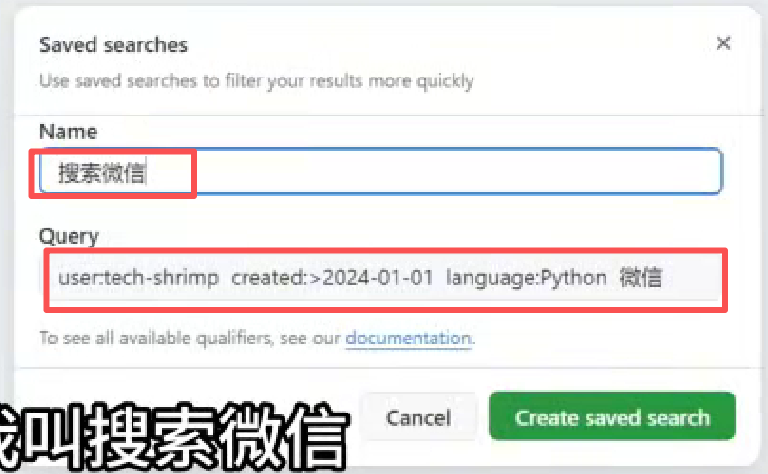 Saved searches
Use saved searches to filter your results more quickly
Name
搜索微信
Query
user:tech-shrimp created:>2024-01-01 language:Python 微信
To see all available qualifiers, see our documentation.
Cancel
Create saved search
叫搜索微信